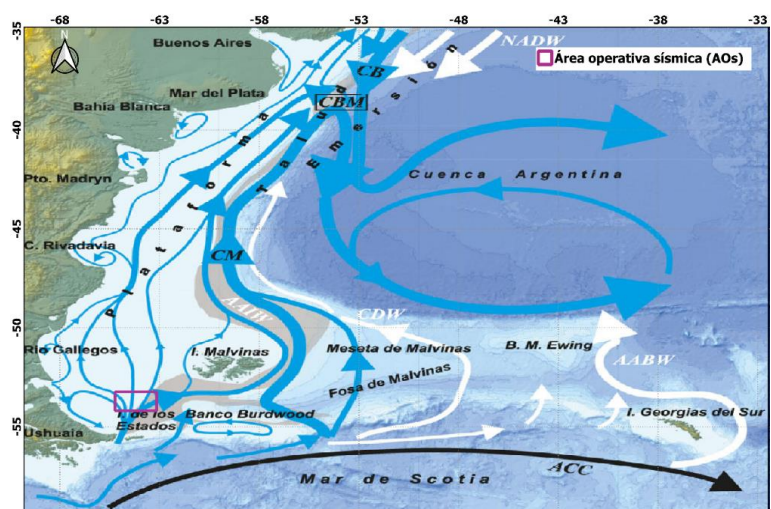 -68 -63 -58 -53 -48 -43 -38 -33
-35
N
Buenos Aires
NADW
CB
Área operativa sísmica (AOs)
CBM
Mar del Plata
Bahia Blanca
-40
Plataforma
Talud
Emersión
Pto. Madryn
Cuenca Argentina
-45
C. Rivadavia
CM
AAIW
CDW
-50
Rio Gallegos
I. Malvinas
Meseta de Malvinas
B. M. Ewing
AABW
Fosa de Malvinas
I. de los
Estados
Banco Burdwood
I. Georgias del Sur
Ushuaia
-55
ACC
Mar de Scotia